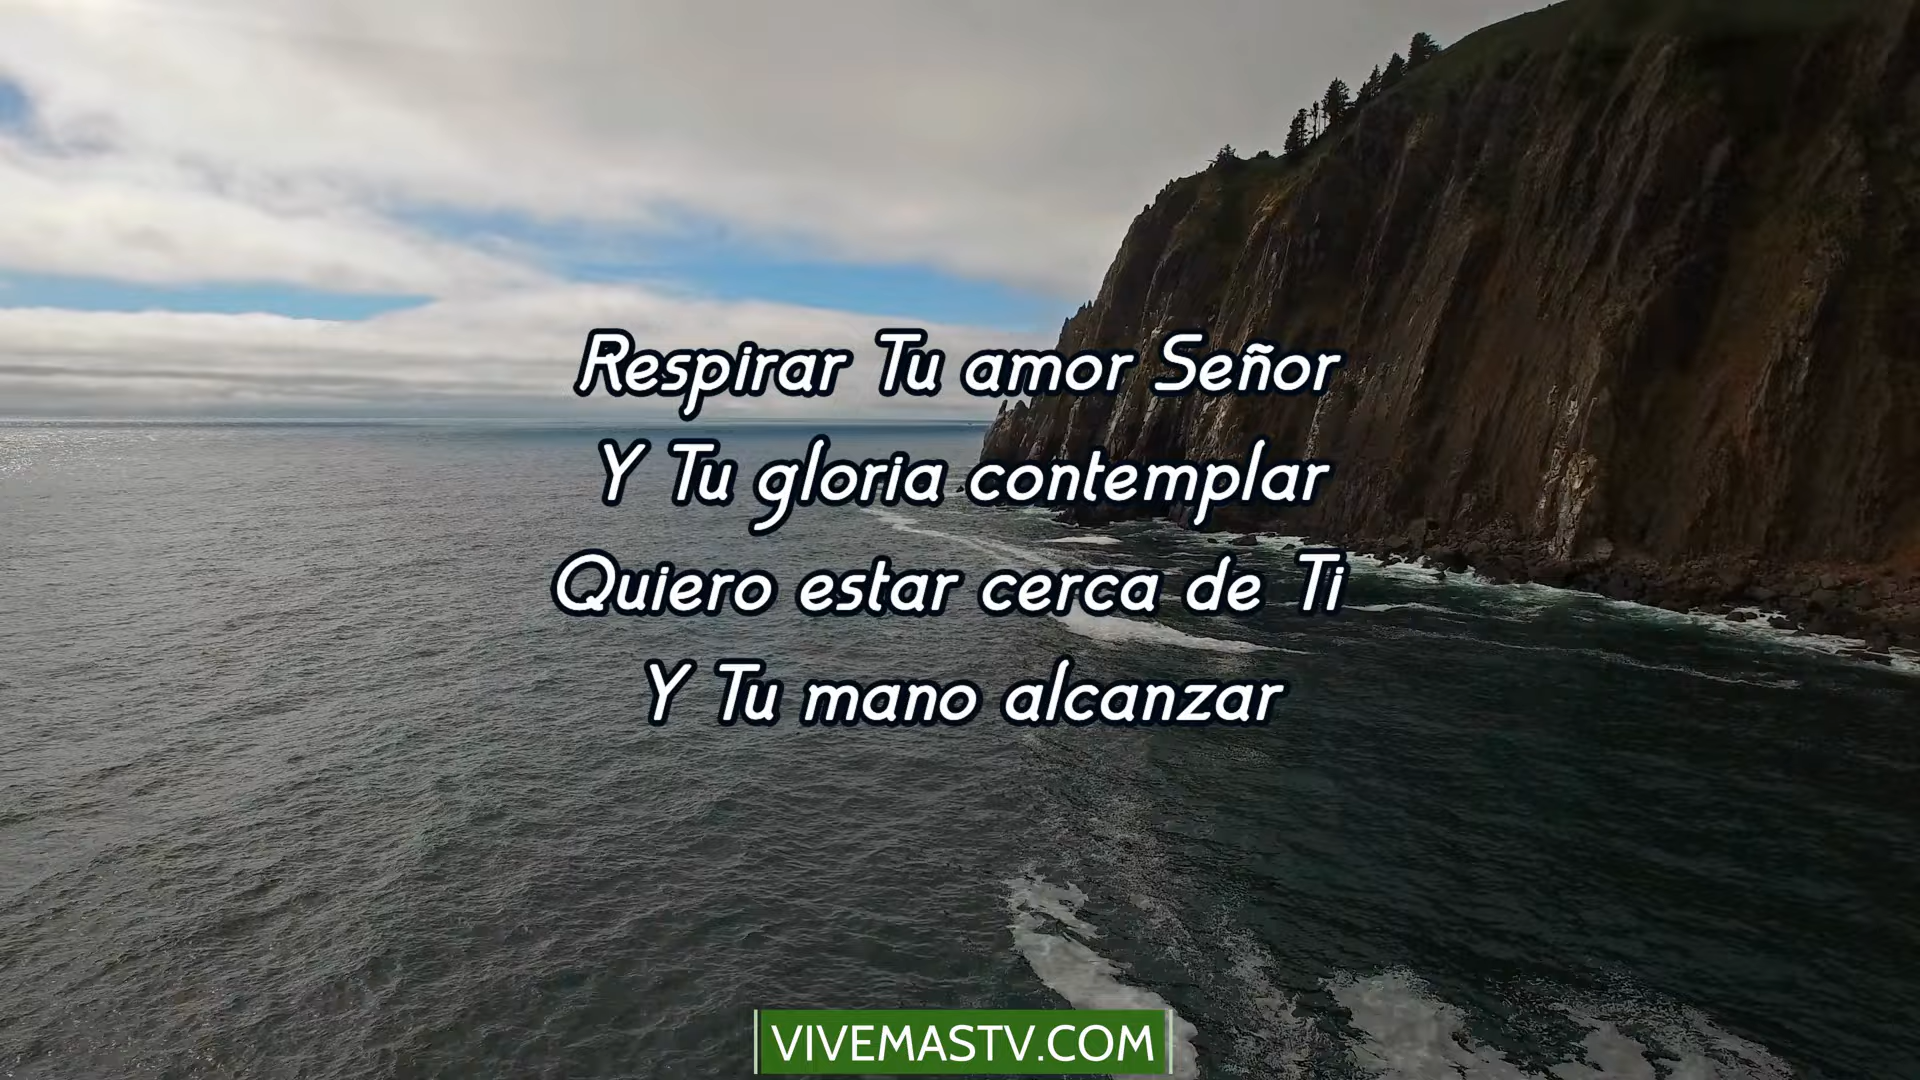 Respirar Tu amor Señor
Y Tu gloria contemplar
Quiero estar cerca de Ti
Y Tu mano alcanzar
VIVEMASTV.COM